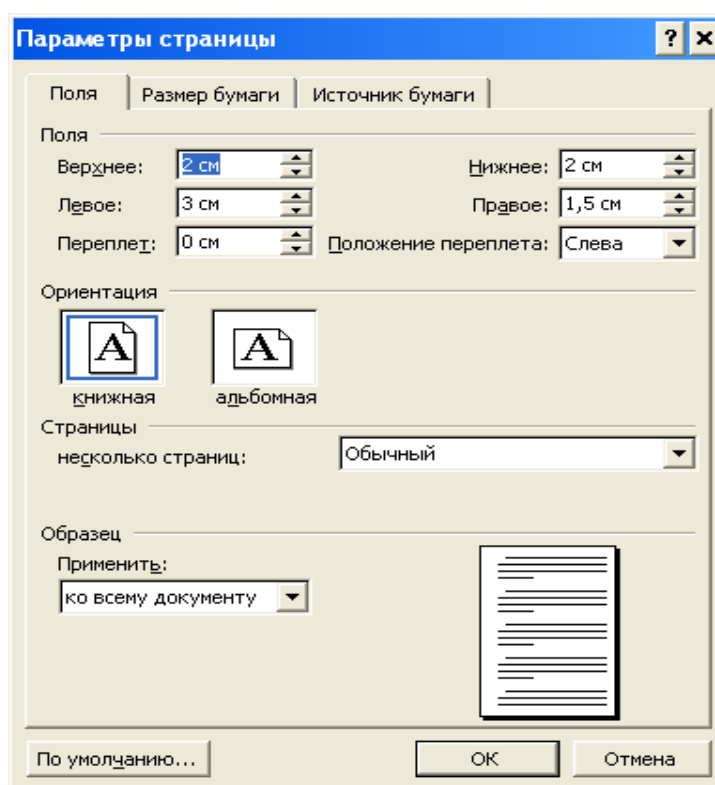 Параметры страницы
Поля Размер бумаги Источник бумаги
Поля
Верхнее: 2 см Нижнее: 2 см
Левое: 3 см Правое: 1,5 см
Переплет: 0 см Положение переплета: Слева
Ориентация
A A
книжная альбомная
Страницы
несколько страниц: Обычный
Образец
Применить:
ко всему документу
По умолчанию... ОК Отмена